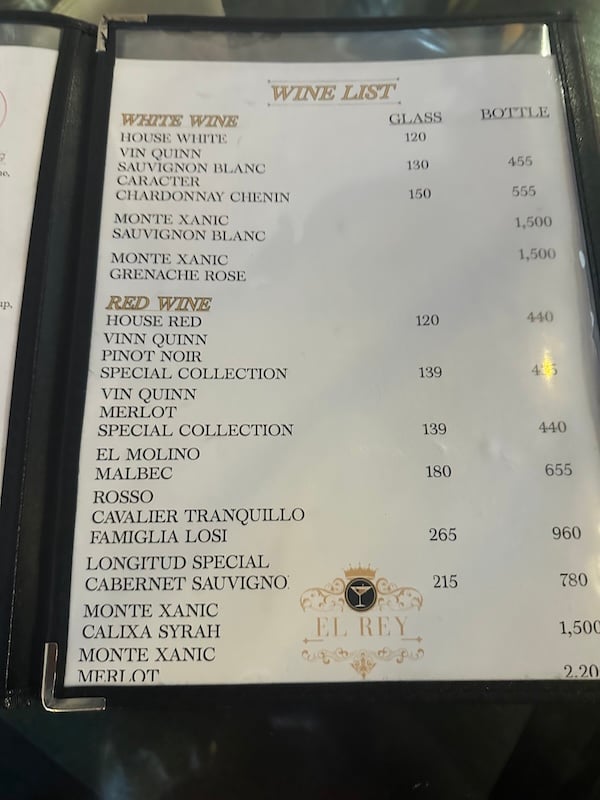 WINE LIST
WHITE WINE GLASS BOTTLE
HOUSE WHITE 120
VIN QUINN
SAUVIGNON BLANC 130 455
CARACTER
CHARDONNAY CHENIN 150 555
MONTE XANIC 1,500
SAUVIGNON BLANC
MONTE XANIC 1,500
GRENACHE ROSE
RED WINE
HOUSE RED 120 440
VINN QUINN
PINOT NOIR
SPECIAL COLLECTION 139
VIN QUINN
MERLOT
SPECIAL COLLECTION 139 440
EL MOLINO
MALBEC 180 655
ROSSO
CAVALIER TRANQUILLO
FAMIGLIA LOSI 265 960
LONGITUD SPECIAL
CABERNET SAUVIGNO 215 780
MONTE XANIC
CALIXA SYRAH 1,500
MONTE XANIC
MERLOT 2,20
EL REY
up,